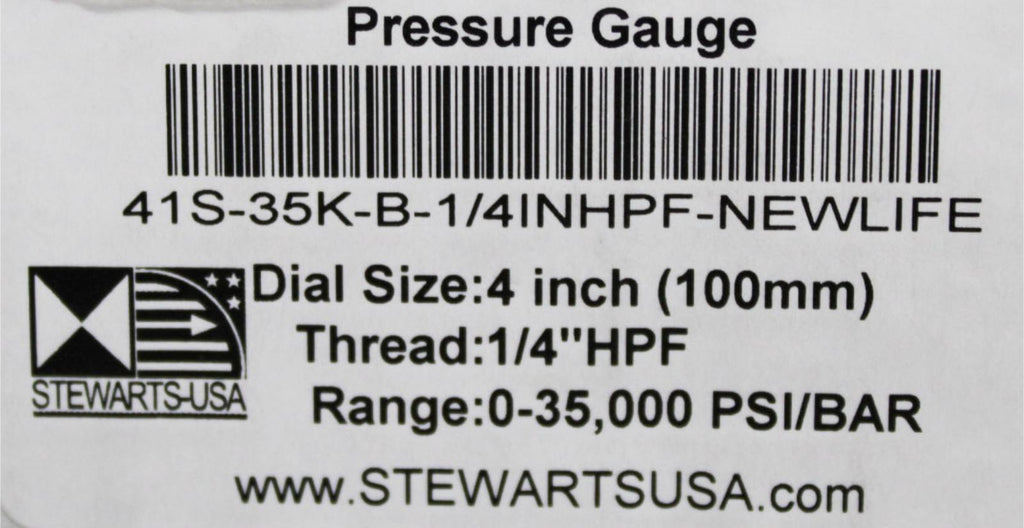 Pressure Gauge
41S-35K-B-1/4INHPF-NEWLIFE
Dial Size:4 inch (100mm)
Thread:1/4"HPF
STEWARTS-USA
Range:0-35,000 PSI/BAR
www.STEWARTSUSA.com